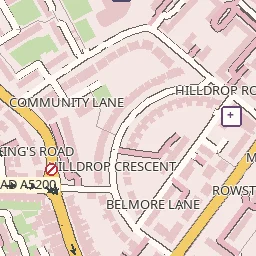 HILLDROP RO
COMMUNITY LANE
KING'S ROAD
HILLDROP CRESCENT
M
AD A5200
ROWST
BELMORE LANE